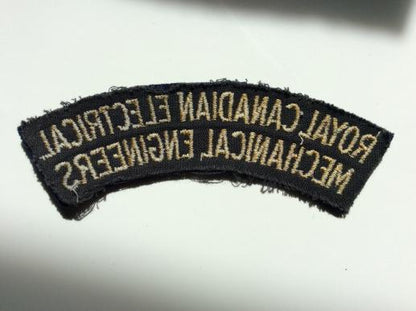 ROYAL CANADIAN ELECTRICAL
MECHANICAL ENGINEERS